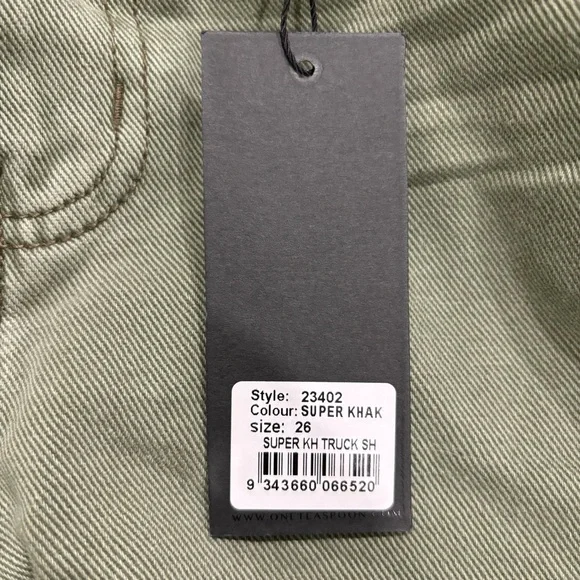 Style: 23402
Colour: SUPER KHAK
size: 26
SUPER KH TRUCK SH
9 343660 066520